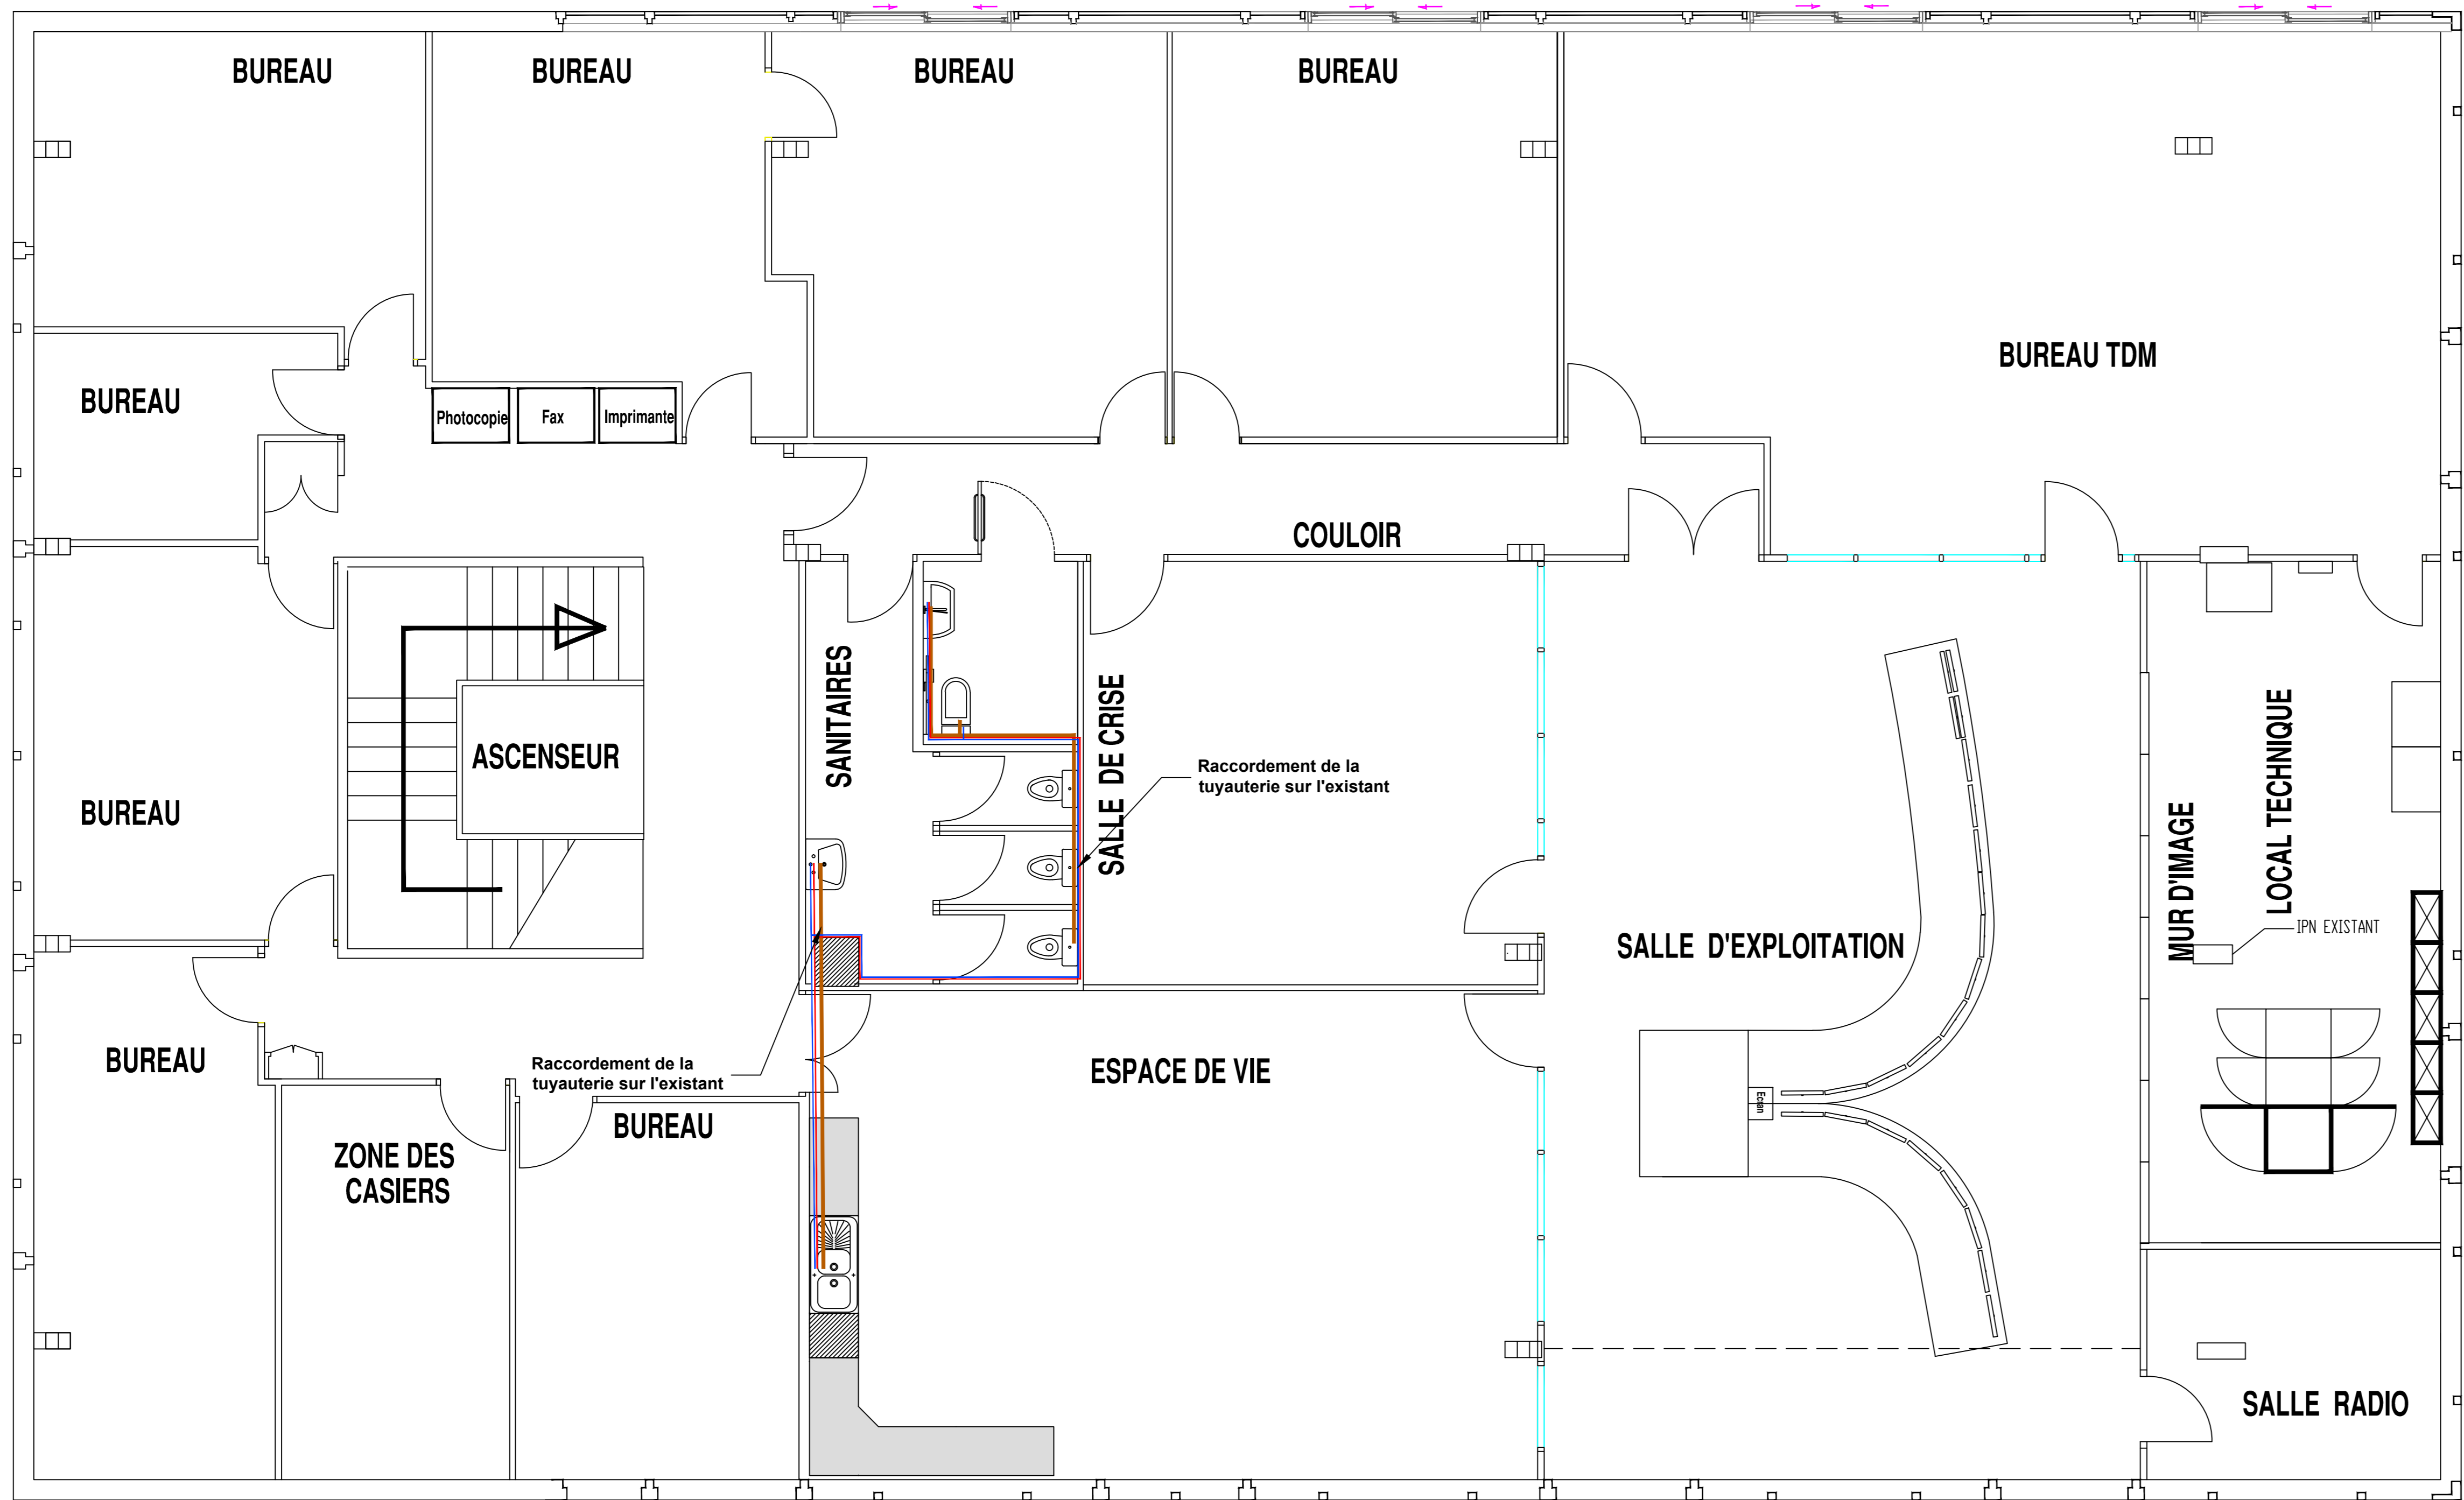 BUREAU
BUREAU
BUREAU
BUREAU
BUREAU TDM
BUREAU
Photocopie
Fax
Imprimante
COULOIR
SANITAIRES
SALLE DE CRISE
ASCENSEUR
Raccordement de la
tuyauterie sur l'existant
BUREAU
MUR D'IMAGE
LOCAL TECHNIQUE
IPN EXISTANT
SALLE D'EXPLOITATION
BUREAU
Raccordement de la
tuyauterie sur l'existant
ESPACE DE VIE
Ecran
BUREAU
ZONE DES
CASIERS
SALLE RADIO